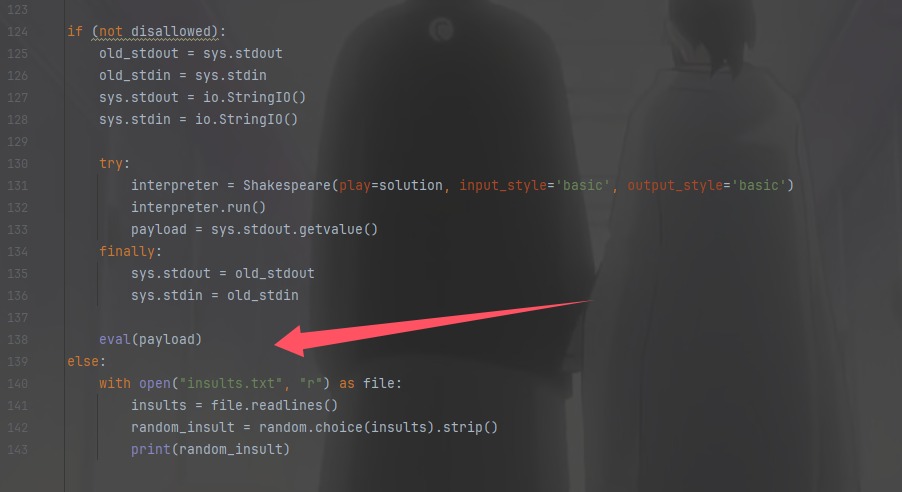 123
124 if (not disallowed):
125 old_stdout = sys.stdout
126 old_stdin = sys.stdin
127 sys.stdout = io.StringIO()
128 sys.stdin = io.StringIO()
129
130 try:
131 interpreter = Shakespeare(play=solution, input_style='basic', output_style='basic')
132 interpreter.run()
133 payload = sys.stdout.getvalue()
134 finally:
135 sys.stdout = old_stdout
136 sys.stdin = old_stdin
137
138 eval(payload)
139 else:
140 with open("insults.txt", "r") as file:
141 insults = file.readlines()
142 random_insult = random.choice(insults).strip()
143 print(random_insult)